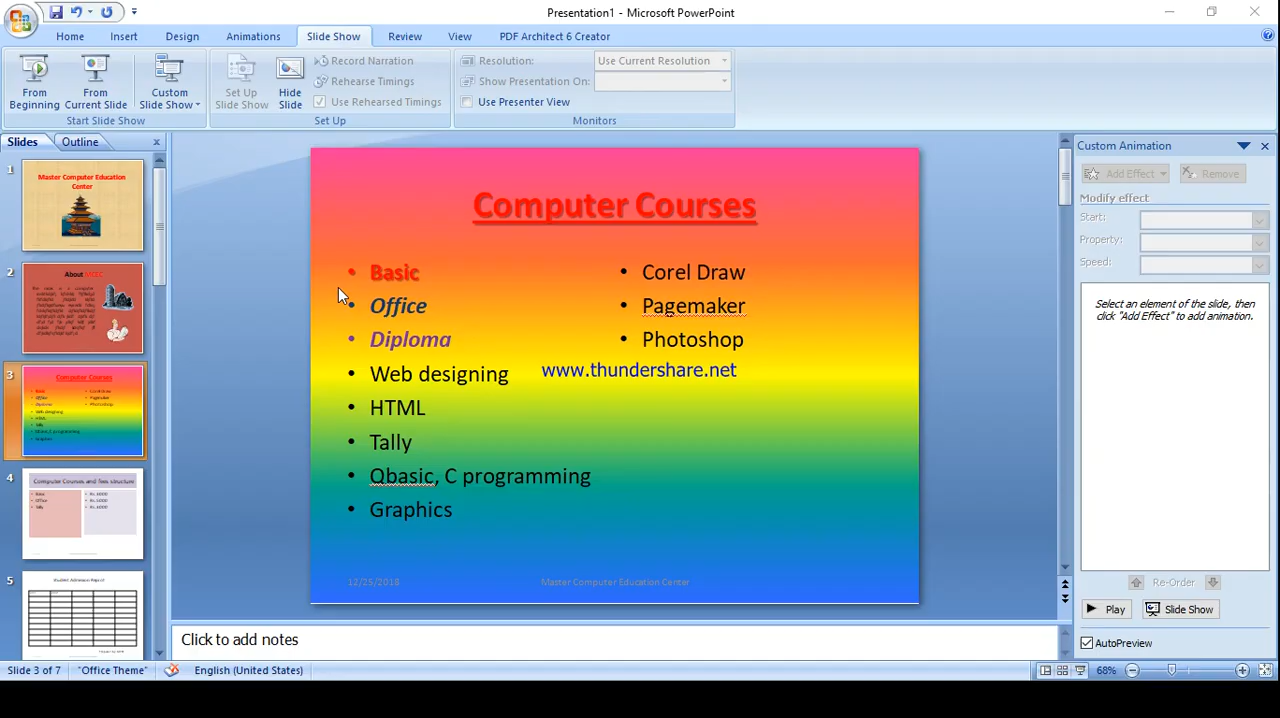 Presentation1 - Microsoft PowerPoint
Home Insert Design Animations Slide Show Review View PDF Architect 6 Creator
From Beginning
From Current Slide
Custom Slide Show
Start Slide Show
Set Up Slide Show
Hide Slide
Record Narration
Rehearse Timings
Use Rehearsed Timings
Set Up
Resolution: Use Current Resolution
Show Presentation On:
Use Presenter View
Monitors
Slides Outline
1
Master Computer Education
Center
2
About MCEC
3
Computer Courses
4
Computer Courses and fees structure
5
Computer Courses
• Basic
• Office
• Diploma
• Web designing
• HTML
• Tally
• Qbasic, C programming
• Graphics
• Corel Draw
• Pagemaker
• Photoshop
www.thundershare.net
12/25/2018 Master Computer Education Center
Click to add notes
Custom Animation
Add Effect Remove
Modify effect
Start:
Property:
Speed:
Select an element of the slide, then
click "Add Effect" to add animation.
Re-Order
Play Slide Show
AutoPreview
Slide 3 of 7 "Office Theme" English (United States) 68%